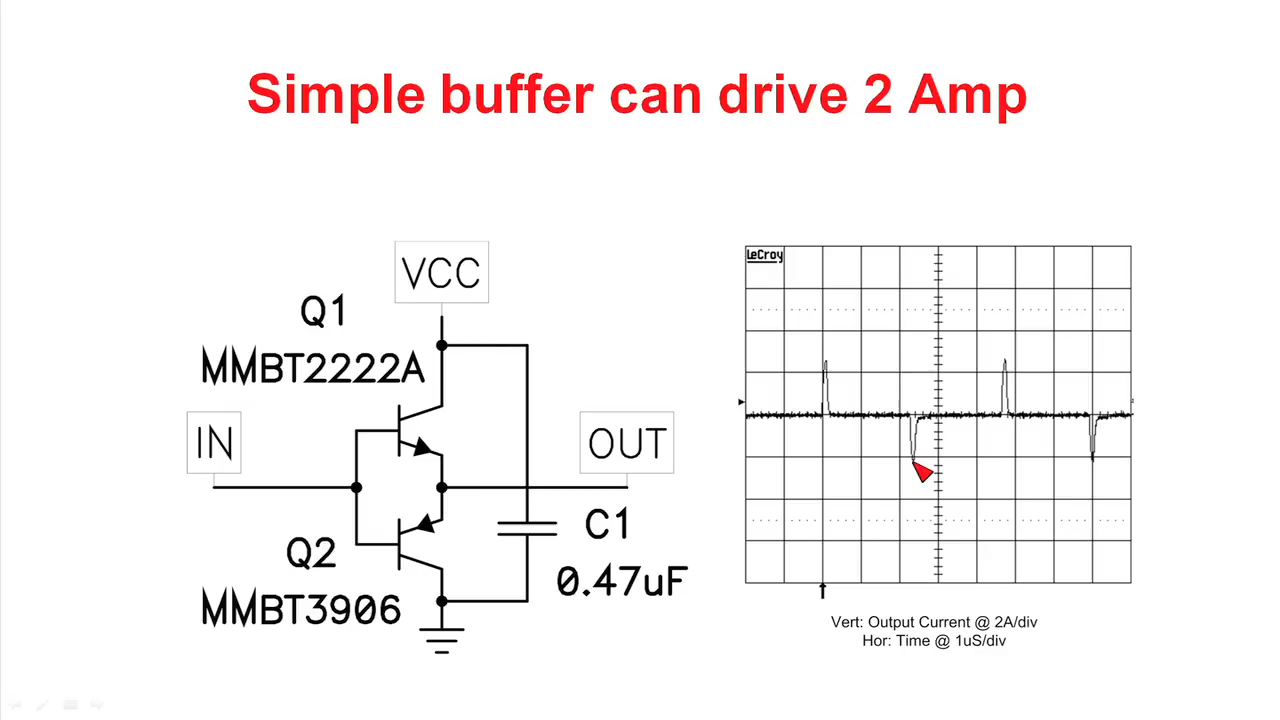 Simple buffer can drive 2 Amp
VCC
Q1
MMBT2222A
IN
OUT
Q2
MMBT3906
C1
0.47uF
LeCroy
Vert: Output Current @ 2A/div
Hor: Time @ 1uS/div